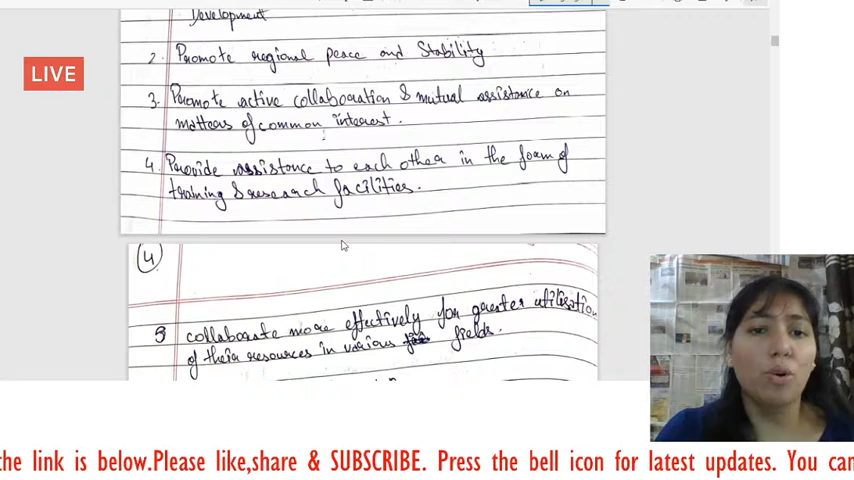 Development
LIVE
2. Promote regional peace and Stability
3. Promote active collaboration & mutual assistance on
matters of common interest.
4. Provide assistance to each other in the form of
training & research facilities.
4
5 collaborate more effectively for greater utilisation
of their resources in various fields.
the link is below.Please like,share & SUBSCRIBE. Press the bell icon for latest updates. You can